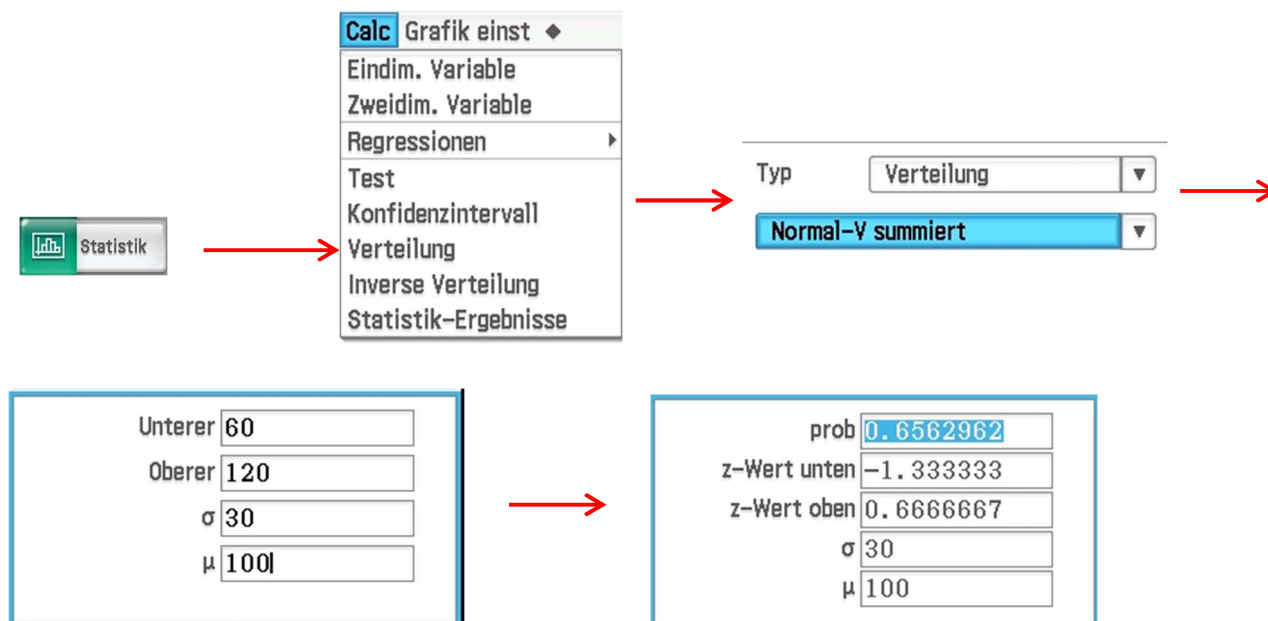 Statistik
Calc Grafik einst
Eindim. Variable
Zweidim. Variable
Regressionen
Test
Konfidenzintervall
Verteilung
Inverse Verteilung
Statistik-Ergebnisse
Typ Verteilung
Normal-V summiert
Unterer 60
Oberer 120
σ 30
μ 100
prob 0.6562962
z-Wert unten -1.333333
z-Wert oben 0.6666667
σ 30
μ 100